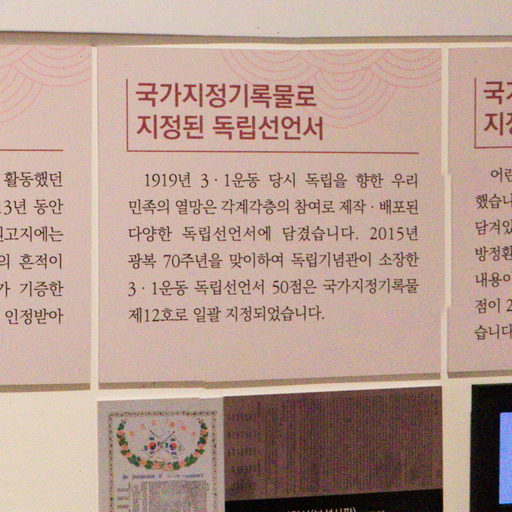 국가지정기록물로
지정된 독립선언서
1919년 3·1운동 당시 독립을 향한 우리
민족의 열망은 각계각층의 참여로 제작·배포된
다양한 독립선언서에 담겼습니다. 2015년
광복 70주년을 맞이하여 독립기념관이 소장한
3·1운동 독립선언서 50점은 국가지정기록물
제12호로 일괄 지정되었습니다.
활동했던
3년 동안
원고지에는
의 흔적이
가 기증한
인정받아
국가
지정
어린
했습니
담겨있
방정환
내용이
점이 2
습니다